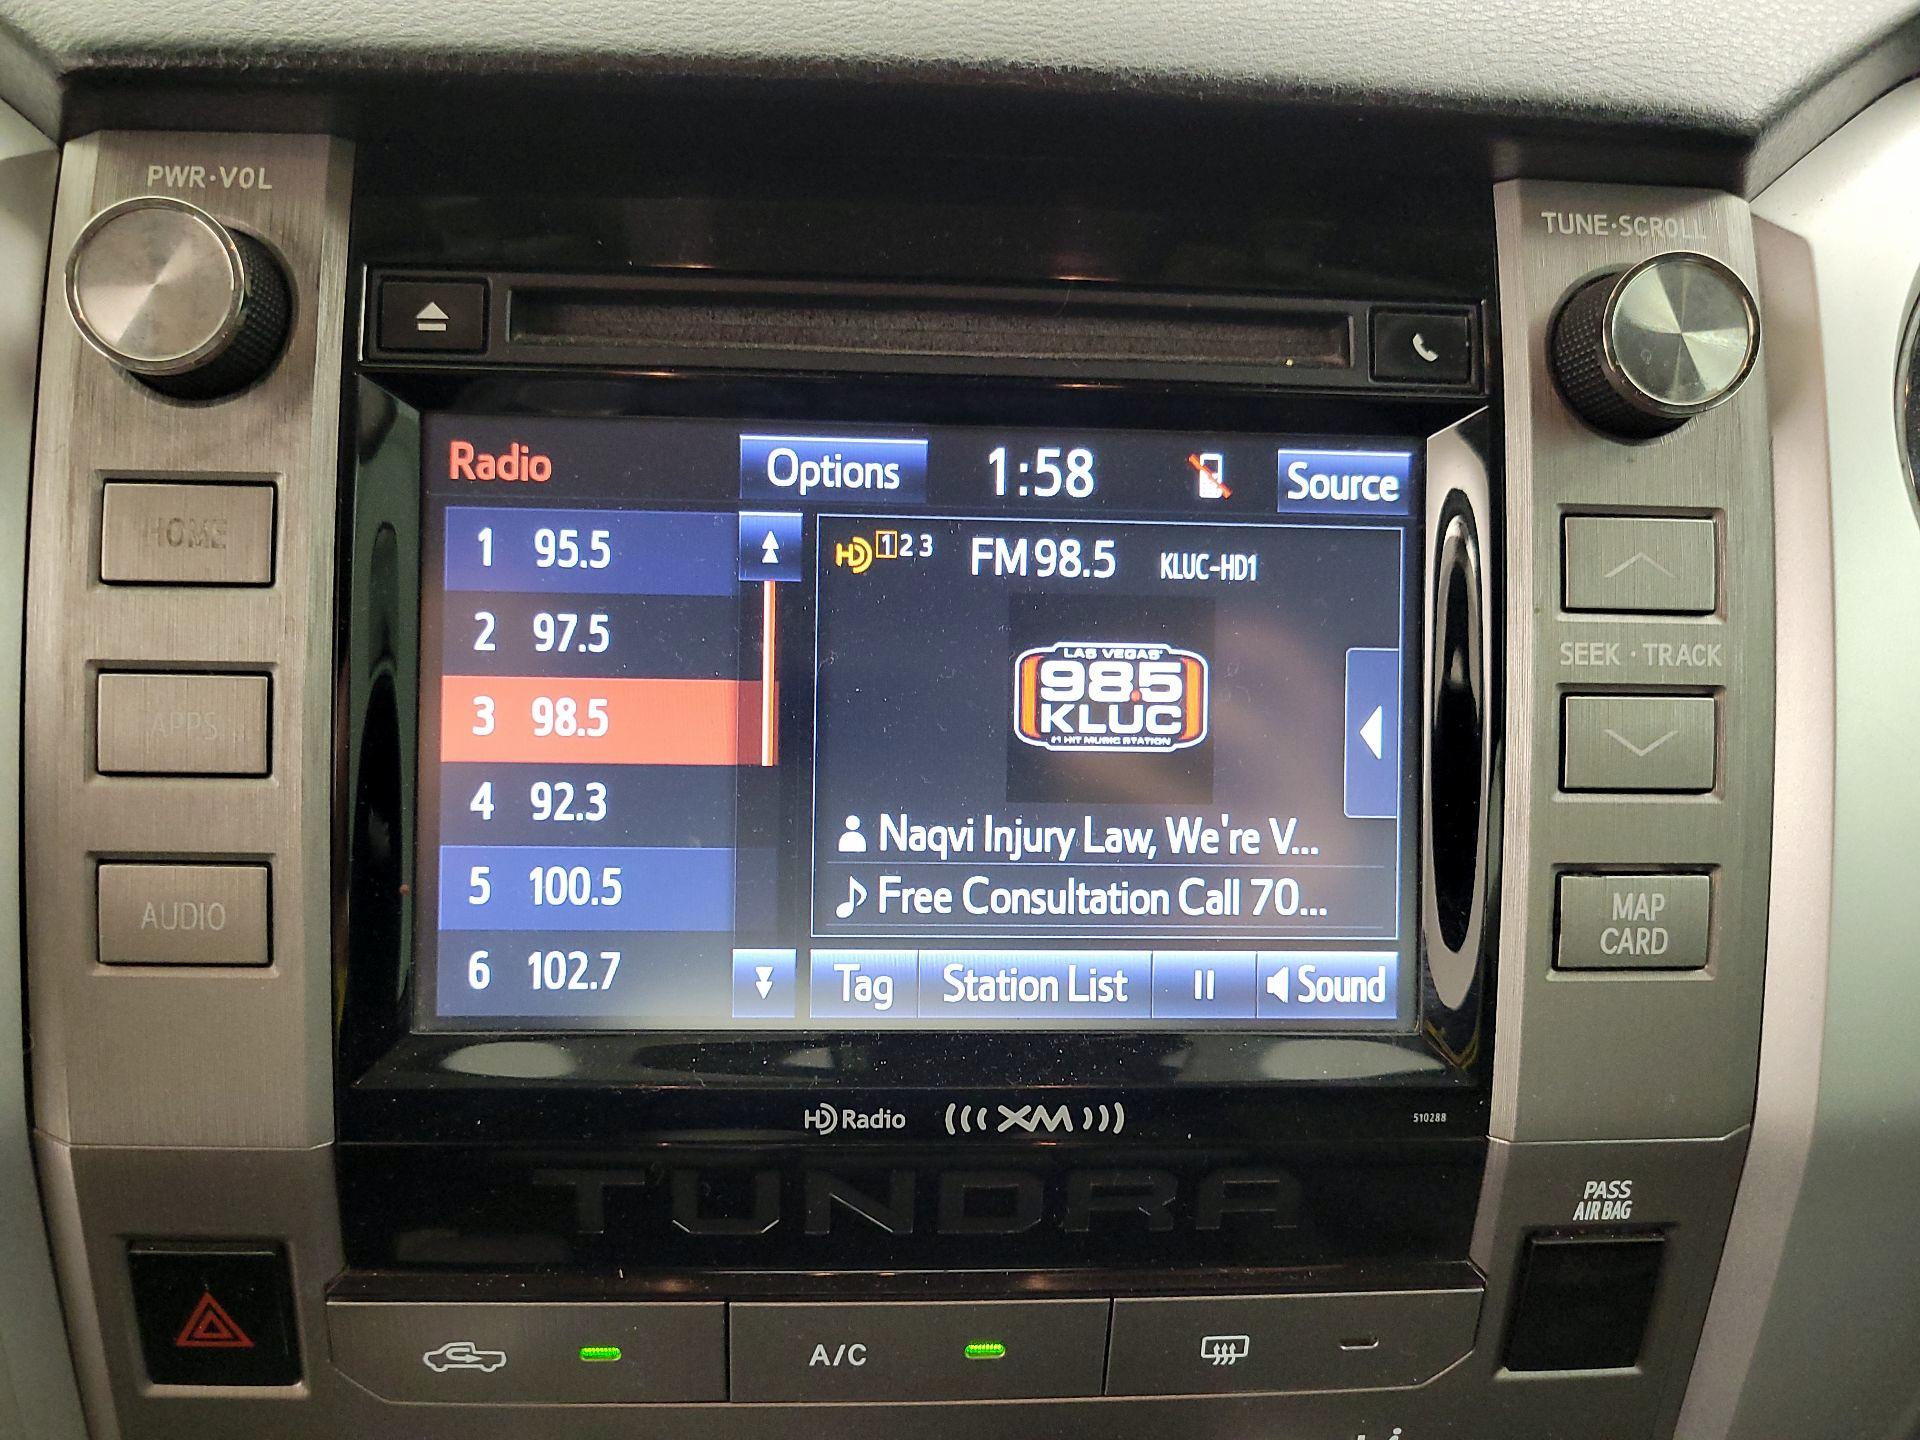 PWR·VOL
TUNE·SCROLL
HOME
APPS
AUDIO
Radio
Options
1:58
Source
1 95.5
2 97.5
3 98.5
4 92.3
5 100.5
6 102.7
HD 1 2 3
FM 98.5
KLUC-HD1
LAS VEGAS'
98.5
KLUC
#1 HIT MUSIC STATION
Naqvi Injury Law, We're V...
Free Consultation Call 70...
Tag
Station List
Sound
SEEK · TRACK
MAP
CARD
HD Radio
(((XM)))
510288
TUNDRA
PASS
AIR BAG
A/C